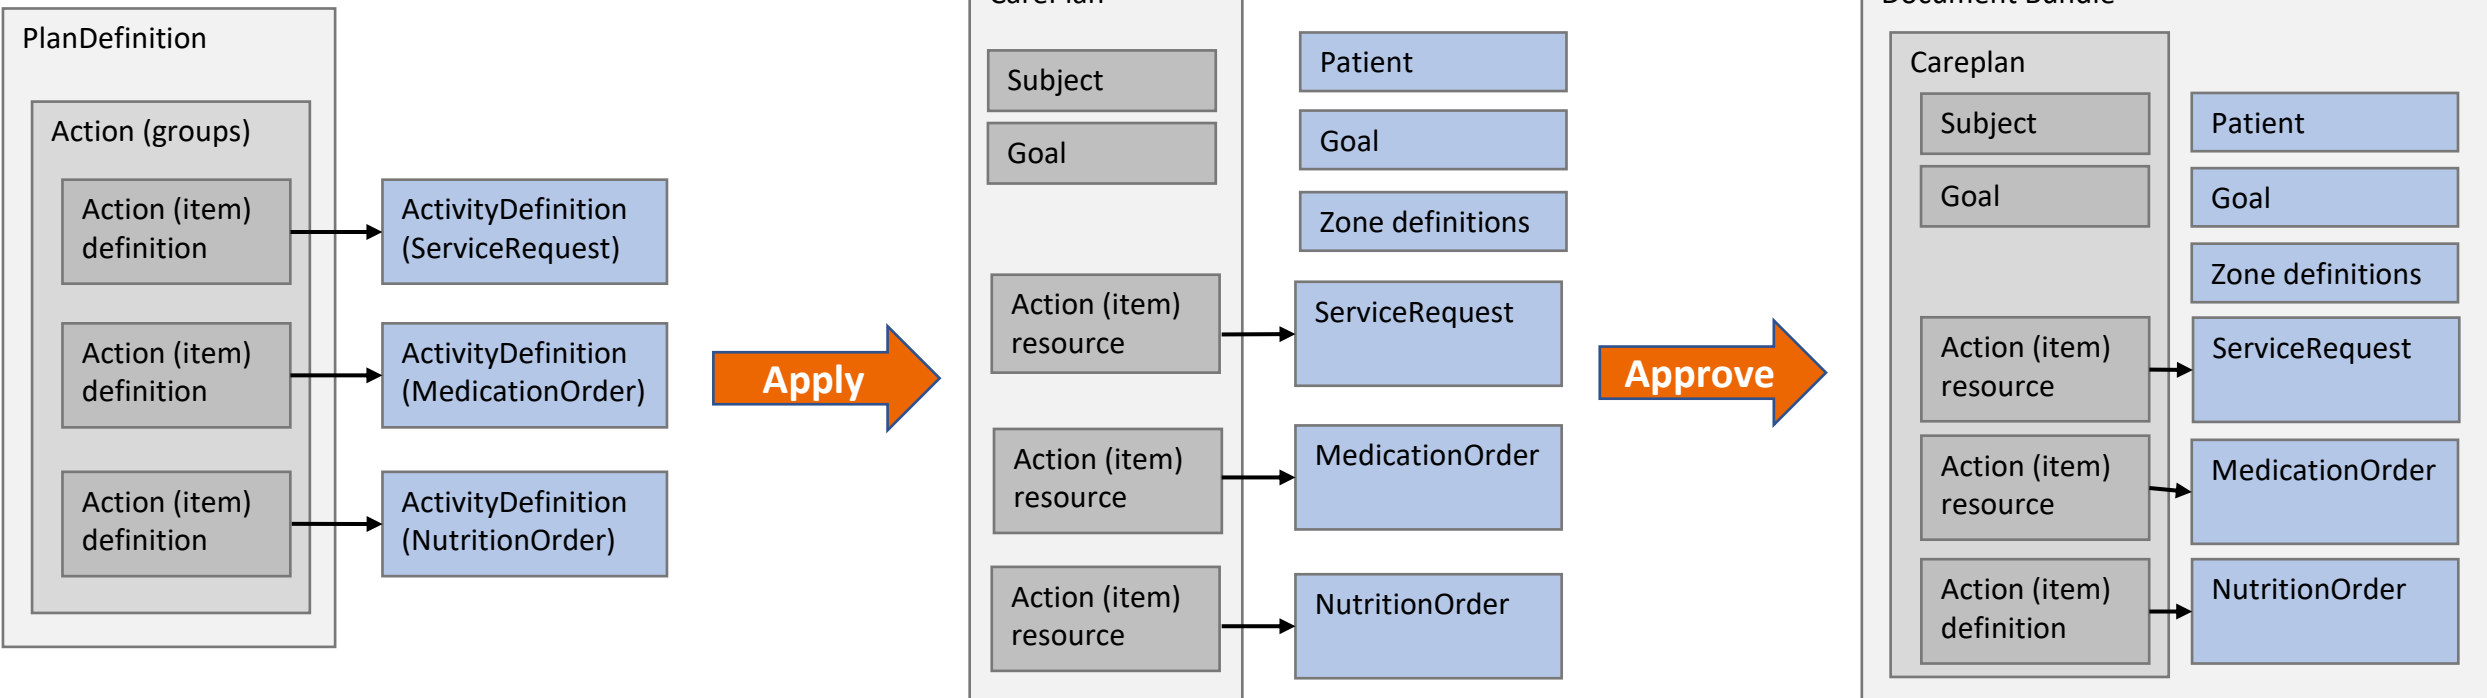 PlanDefinition
Action (groups)
Action (item)
definition
ActivityDefinition
(ServiceRequest)
Action (item)
definition
ActivityDefinition
(MedicationOrder)
Action (item)
definition
ActivityDefinition
(NutritionOrder)
Apply
CarePlan
Subject
Goal
Patient
Goal
Zone definitions
Action (item)
resource
ServiceRequest
Action (item)
resource
MedicationOrder
Action (item)
resource
NutritionOrder
Approve
Document Bundle
Careplan
Subject
Goal
Patient
Goal
Zone definitions
Action (item)
resource
ServiceRequest
Action (item)
resource
MedicationOrder
Action (item)
definition
NutritionOrder